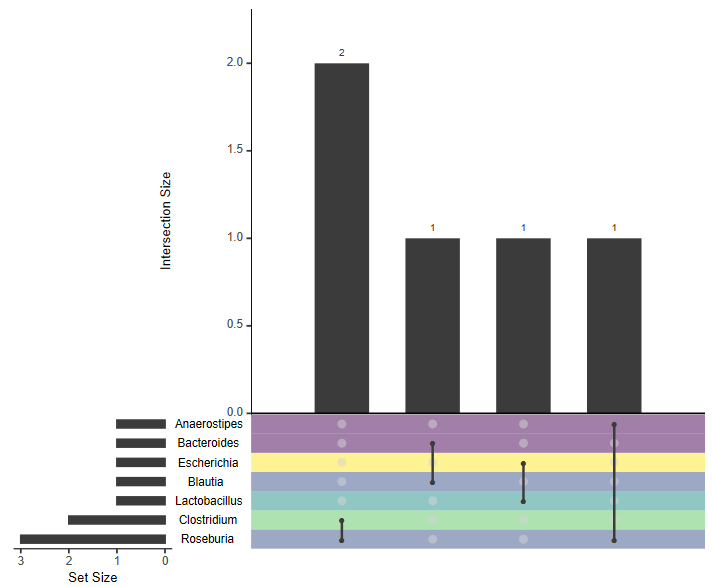 2
1 1 1
2.0
1.5
1.0
0.5
0.0
Intersection Size
Anaerostipes
Bacteroides
Escherichia
Blautia
Lactobacillus
Clostridium
Roseburia
3 2 1 0
Set Size